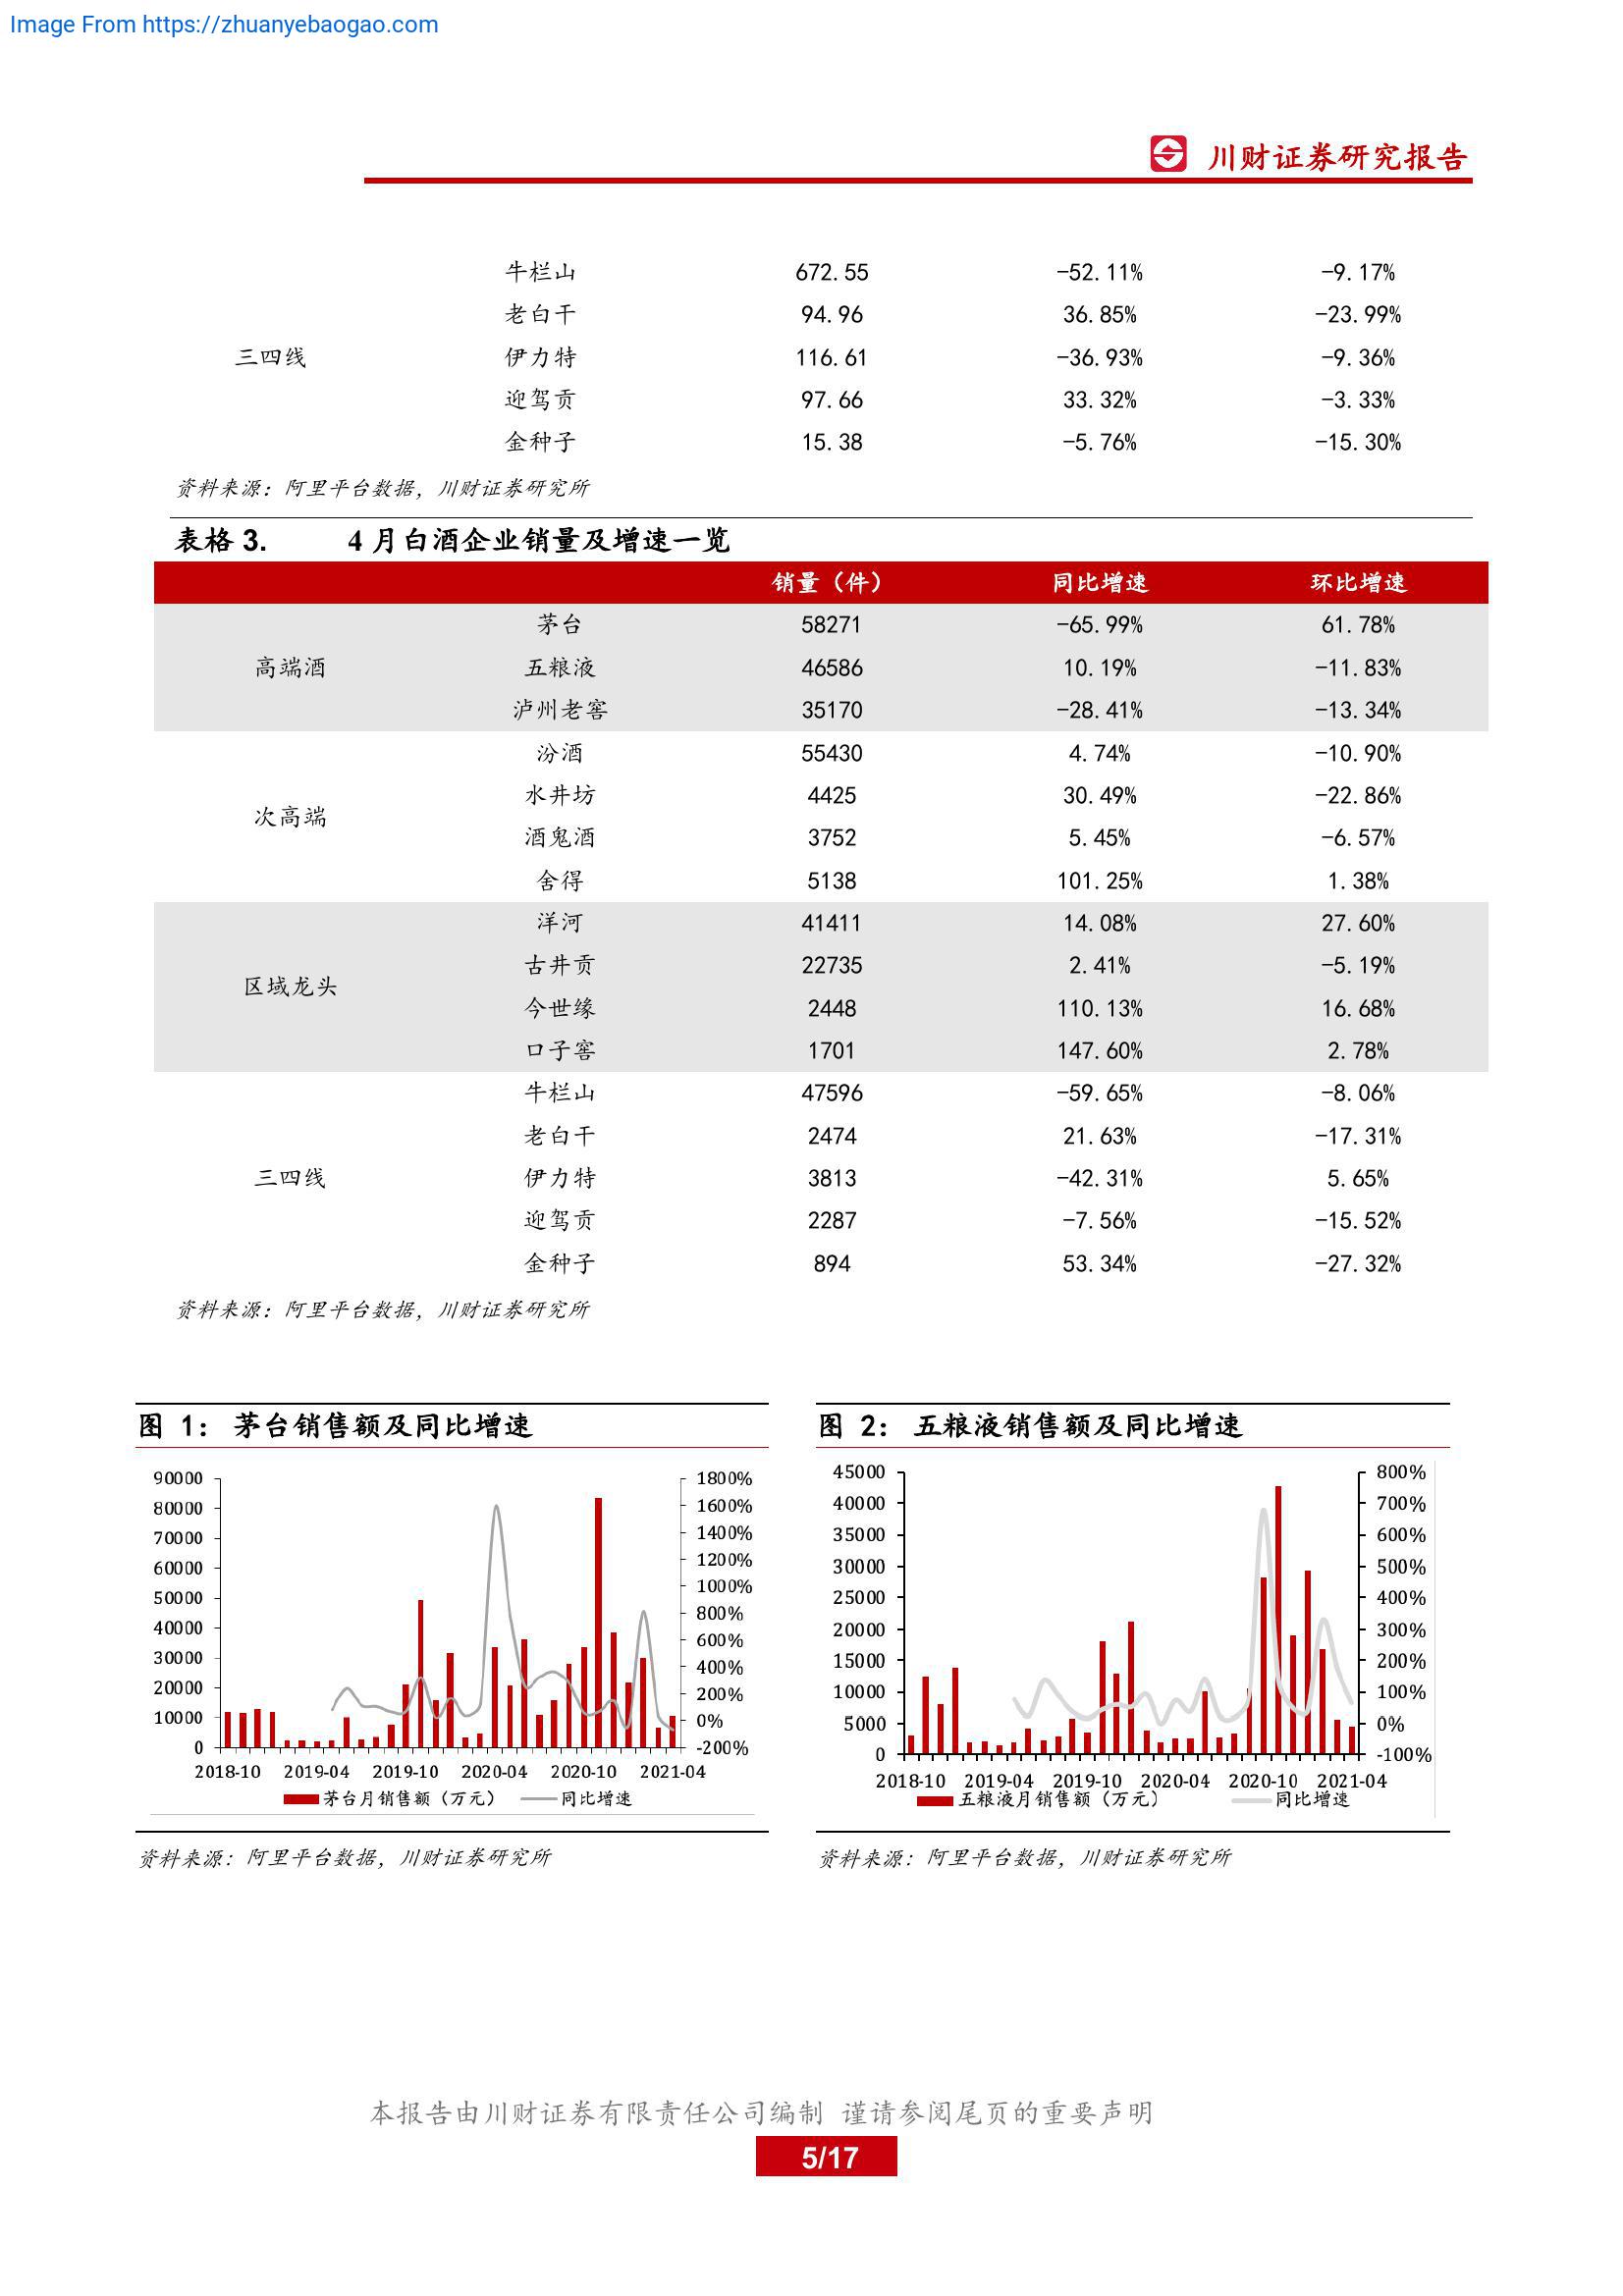 Image From https://zhuanyebaogao.com
川财证券研究报告
牛栏山 672.55 -52.11% -9.17%
老白干 94.96 36.85% -23.99%
三四线 伊力特 116.61 -36.93% -9.36%
迎驾贡 97.66 33.32% -3.33%
金种子 15.38 -5.76% -15.30%
资料来源：阿里平台数据，川财证券研究所
表格 3. 4 月白酒企业销量及增速一览
销量（件） 同比增速 环比增速
茅台 58271 -65.99% 61.78%
高端酒 五粮液 46586 10.19% -11.83%
泸州老窖 35170 -28.41% -13.34%
汾酒 55430 4.74% -10.90%
水井坊 4425 30.49% -22.86%
次高端
酒鬼酒 3752 5.45% -6.57%
舍得 5138 101.25% 1.38%
洋河 41411 14.08% 27.60%
古井贡 22735 2.41% -5.19%
区域龙头
今世缘 2448 110.13% 16.68%
口子窖 1701 147.60% 2.78%
牛栏山 47596 -59.65% -8.06%
老白干 2474 21.63% -17.31%
三四线 伊力特 3813 -42.31% 5.65%
迎驾贡 2287 -7.56% -15.52%
金种子 894 53.34% -27.32%
资料来源：阿里平台数据，川财证券研究所
图 1： 茅台销售额及同比增速
90000 1800%
80000 1600%
70000 1400%
60000 1200%
50000 1000%
40000 800%
30000 600%
20000 400%
10000 200%
0 0%
-200%
2018-10 2019-04 2019-10 2020-04 2020-10 2021-04
茅台月销售额（万元） 同比增速
资料来源：阿里平台数据，川财证券研究所
图 2： 五粮液销售额及同比增速
45000 800%
40000 700%
35000 600%
30000 500%
25000 400%
20000 300%
15000 200%
10000 100%
5000 0%
0 -100%
2018-10 2019-04 2019-10 2020-04 2020-10 2021-04
五粮液月销售额（万元） 同比增速
资料来源：阿里平台数据，川财证券研究所
本报告由川财证券有限责任公司编制 谨请参阅尾页的重要声明
5/17